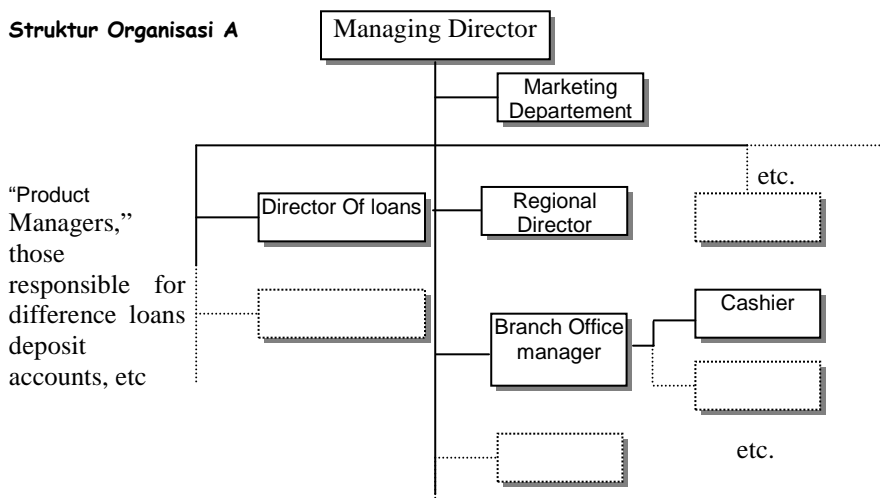 Struktur Organisasi A
Managing Director
Marketing
Departement
“Product
Managers,”
those
responsible for
difference loans
deposit
accounts, etc
Director Of loans
Regional
Director
etc.
Branch Office
manager
Cashier
etc.